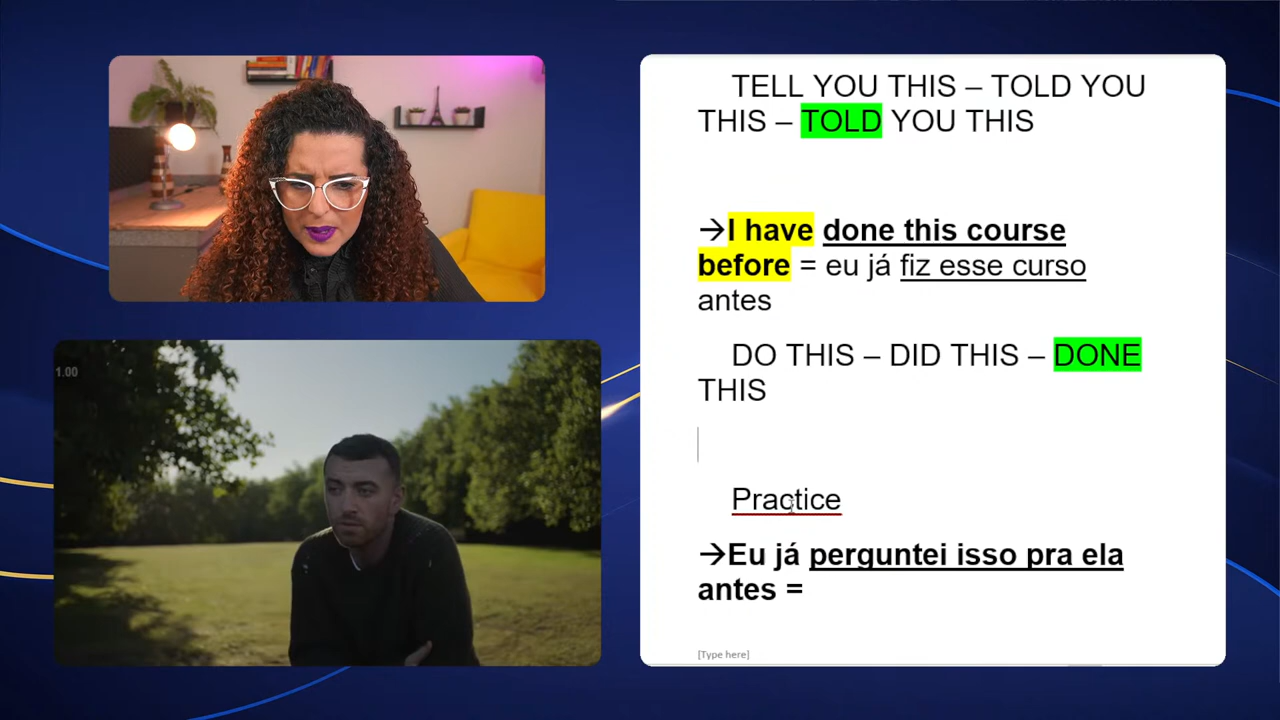 TELL YOU THIS – TOLD YOU
THIS – TOLD YOU THIS
→I have done this course
before = eu já fiz esse curso
antes
DO THIS – DID THIS – DONE
THIS
Practice
→Eu já perguntei isso pra ela
antes =
[Type here]
1.00